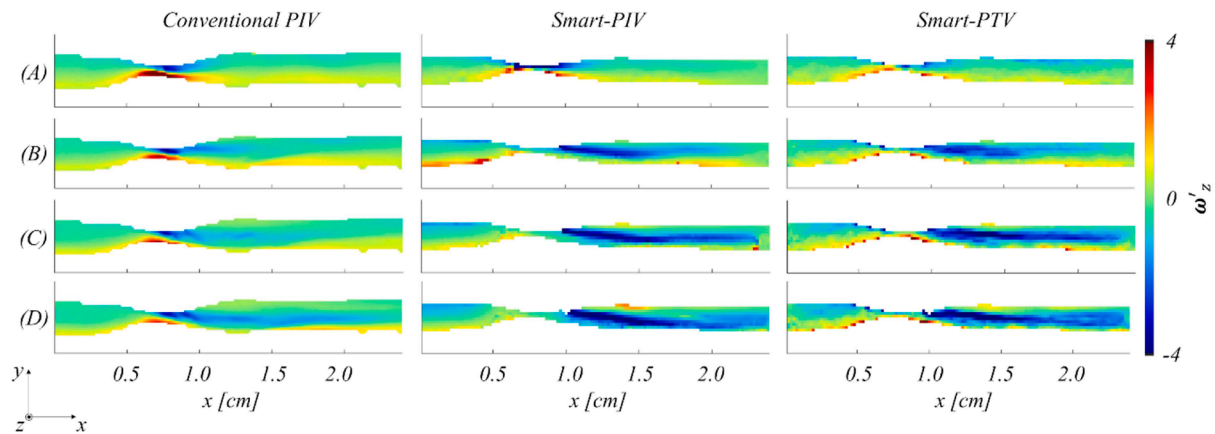 Conventional PIV Smart-PIV Smart-PTV
4
(A)
(B)
0
ω'z
(C)
(D)
-4
0.5 1.0 1.5 2.0 0.5 1.0 1.5 2.0 0.5 1.0 1.5 2.0
y
x [cm] x [cm] x [cm]
z x